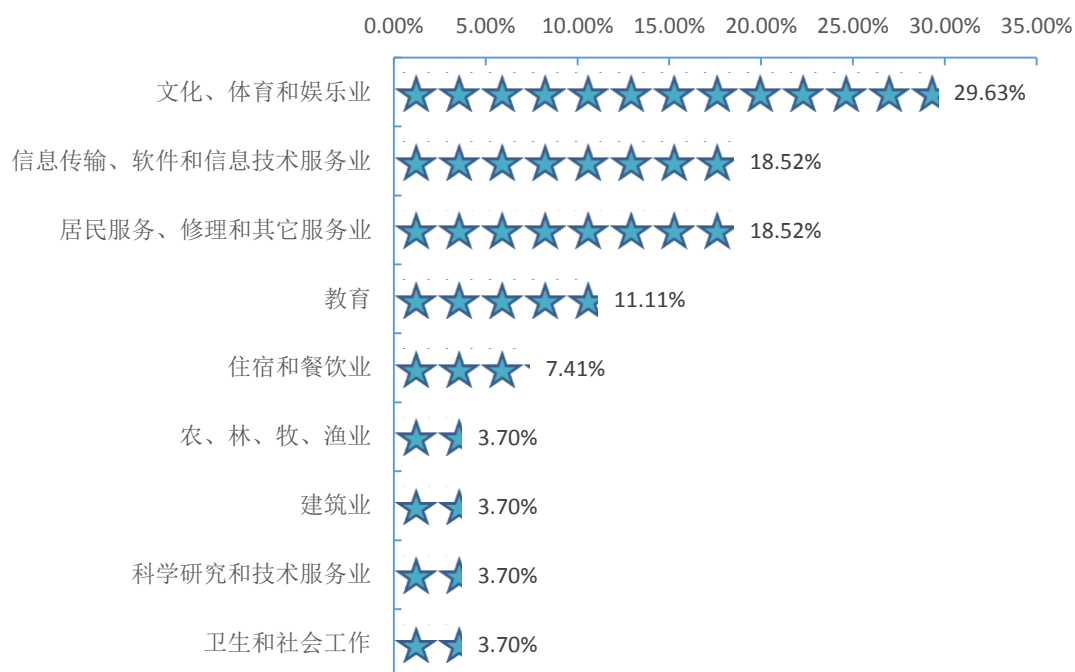 0.00% 5.00% 10.00% 15.00% 20.00% 25.00% 30.00% 35.00%
文化、体育和娱乐业 29.63%
信息传输、软件和信息技术服务业 18.52%
居民服务、修理和其它服务业 18.52%
教育 11.11%
住宿和餐饮业 7.41%
农、林、牧、渔业 3.70%
建筑业 3.70%
科学研究和技术服务业 3.70%
卫生和社会工作 3.70%